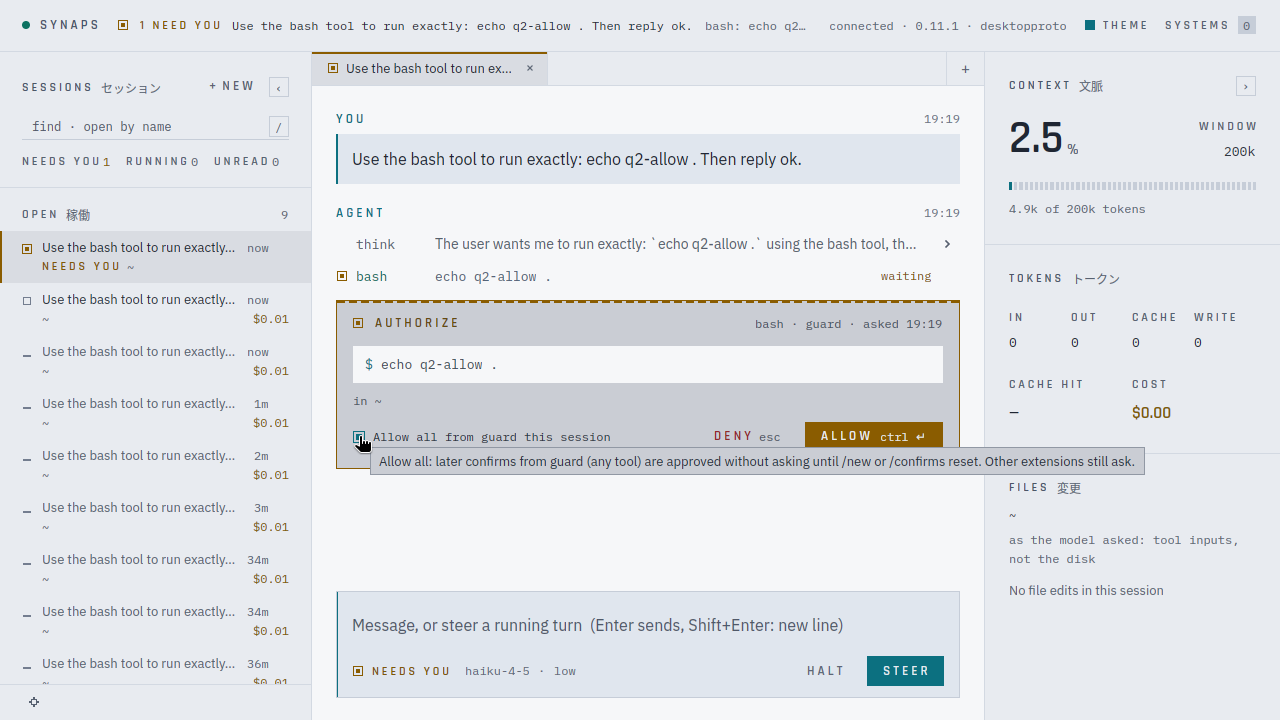 SYNAPS
1 NEED YOU Use the bash tool to run exactly: echo q2-allow . Then reply ok. bash: echo q2…
connected · 0.11.1 · desktopproto
THEME
SYSTEMS 0
SESSIONS セッション
+ NEW ‹
find · open by name /
NEEDS YOU 1 RUNNING 0 UNREAD 0
OPEN 稼働 9
Use the bash tool to run exactly… now
NEEDS YOU ~
Use the bash tool to run exactly… now
~ $0.01
Use the bash tool to run exactly… now
~ $0.01
Use the bash tool to run exactly… 1m
~ $0.01
Use the bash tool to run exactly… 2m
~ $0.01
Use the bash tool to run exactly… 3m
~ $0.01
Use the bash tool to run exactly… 34m
~ $0.01
Use the bash tool to run exactly… 34m
~ $0.01
Use the bash tool to run exactly… 36m
~ $0.01
Use the bash tool to run ex… × +
YOU 19:19
Use the bash tool to run exactly: echo q2-allow . Then reply ok.
AGENT 19:19
think The user wants me to run exactly: `echo q2-allow .` using the bash tool, th… ›
bash echo q2-allow . waiting
AUTHORIZE bash · guard · asked 19:19
$ echo q2-allow .
in ~
Allow all from guard this session
DENY esc
ALLOW ctrl ↵
Allow all: later confirms from guard (any tool) are approved without asking until /new or /confirms reset. Other extensions still ask.
Message, or steer a running turn (Enter sends, Shift+Enter: new line)
NEEDS YOU haiku-4-5 · low
HALT STEER
CONTEXT 文脈 ›
2.5 %
WINDOW
200k
4.9k of 200k tokens
TOKENS トークン
IN OUT CACHE WRITE
0 0 0 0
CACHE HIT COST
— $0.00
FILES 変更
~
as the model asked: tool inputs,
not the disk
No file edits in this session